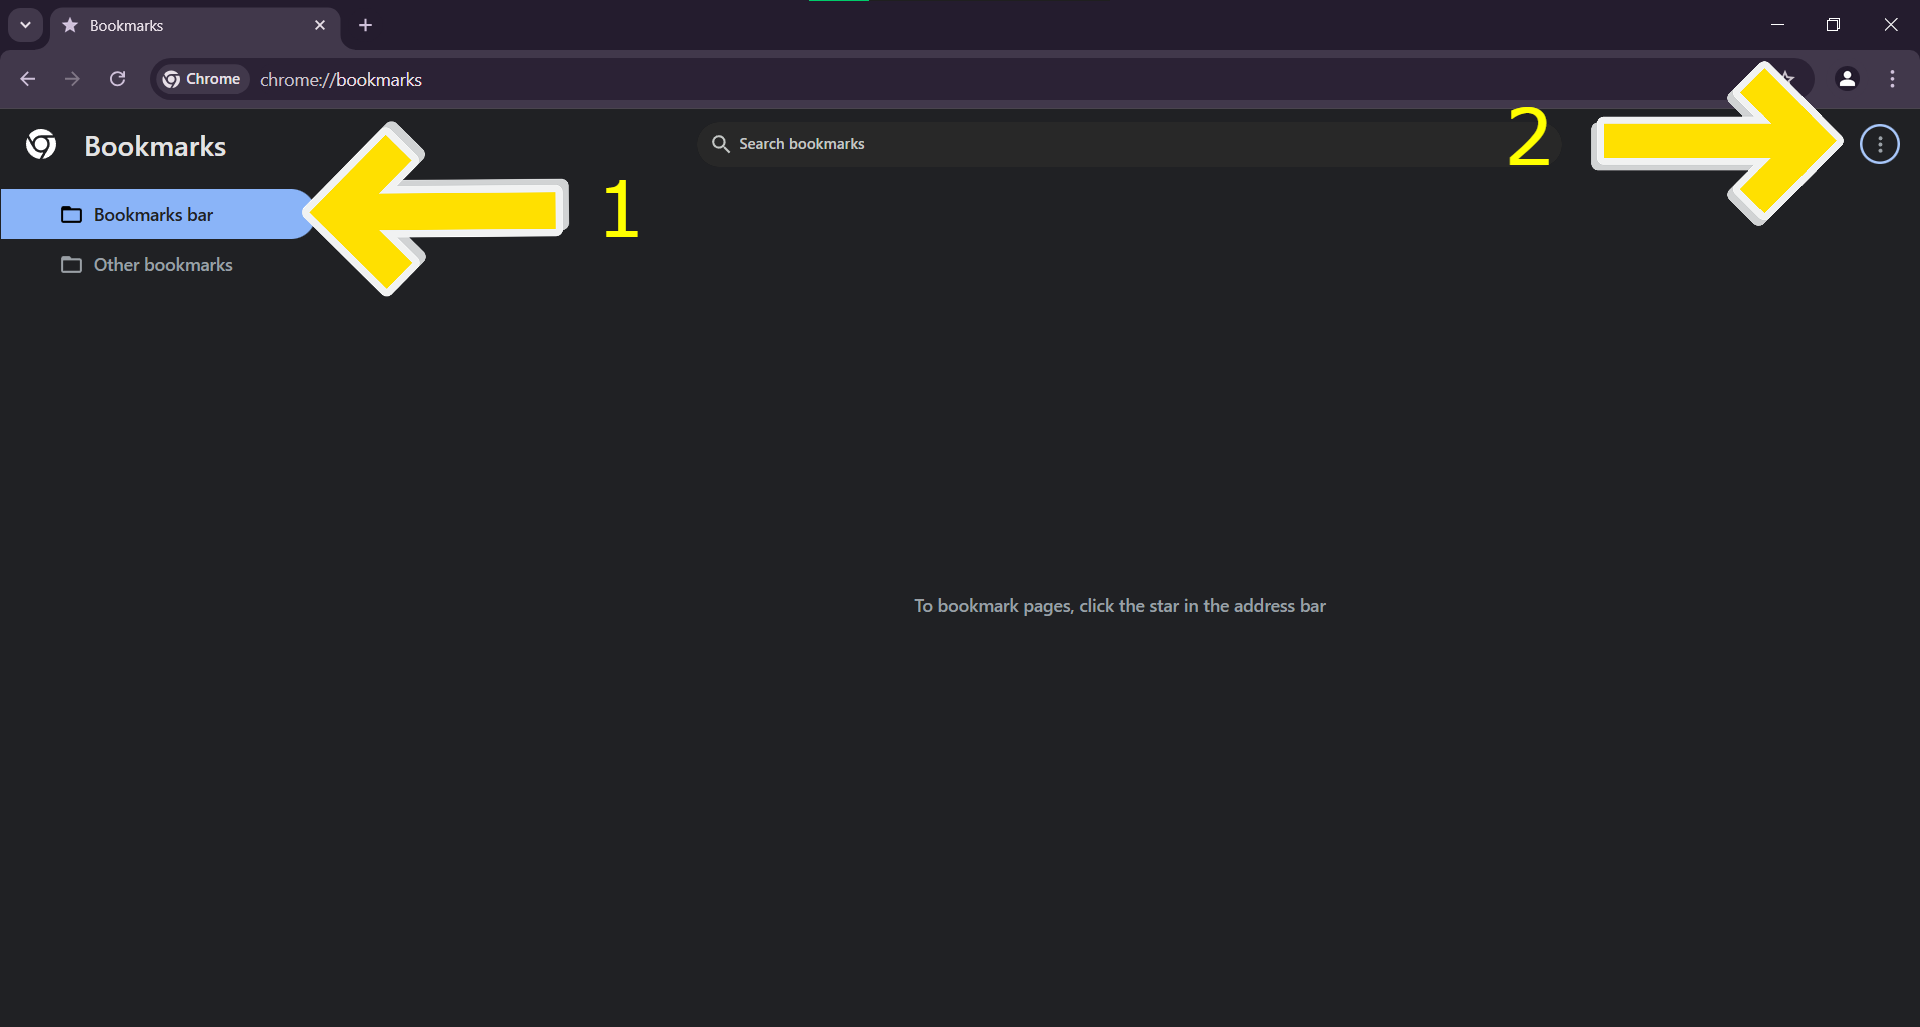 Bookmarks
Chrome chrome://bookmarks
Bookmarks
Search bookmarks
2
Bookmarks bar
1
Other bookmarks
To bookmark pages, click the star in the address bar